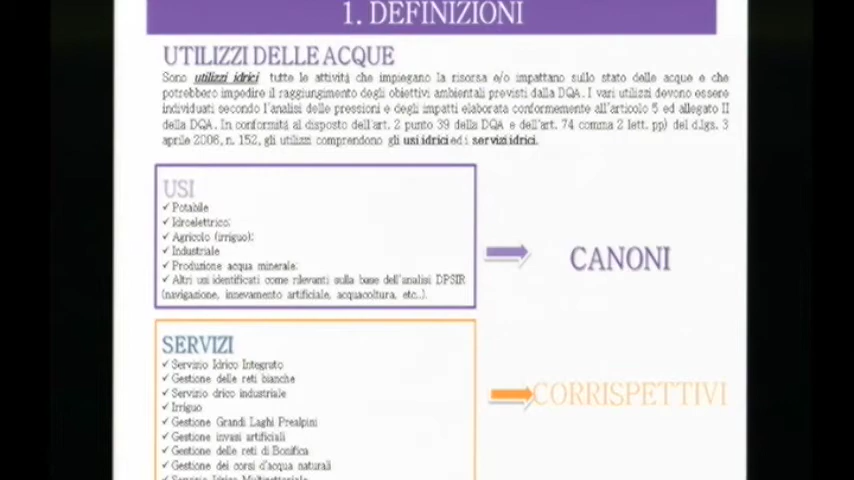 1. DEFINIZIONI
UTILIZZI DELLE ACQUE
Sono utilizzi idrici tutte le attività che impiegano la risorsa e/o impattano sullo stato delle acque e che
potrebbero impedire il raggiungimento degli obiettivi ambientali previsti dalla DQA. I vari utilizzi devono essere
individuati secondo l'analisi delle pressioni e degli impatti elaborata conformemente all'articolo 5 ed allegato II
della DQA. In conformità al disposto dell'art. 2 punto 39 della DQA e dell'art. 74 comma 2 lett. pp) del d.lgs. 3
aprile 2006, n. 152, gli utilizzi comprendono gli usi idrici ed i servizi idrici.
USI
✓ Potabile
✓ Idroelettrico;
✓ Agricolo (irriguo);
✓ Industriale
✓ Produzione acqua minerale;
✓ Altri usi identificati come rilevanti sulla base dell'analisi DPSIR
(navigazione, innevamento artificiale, acquacoltura, etc..).
CANONI
SERVIZI
✓ Servizio Idrico Integrato
✓ Gestione delle reti bianche
✓ Servizio drico industriale
✓ Irriguo
✓ Gestione Grandi Laghi Prealpini
✓ Gestione invasi artificiali
✓ Gestione delle reti di Bonifica
✓ Gestione dei corsi d'acqua naturali
✓ Servizio Idrico Multisettoriale
CORRISPETTIVI